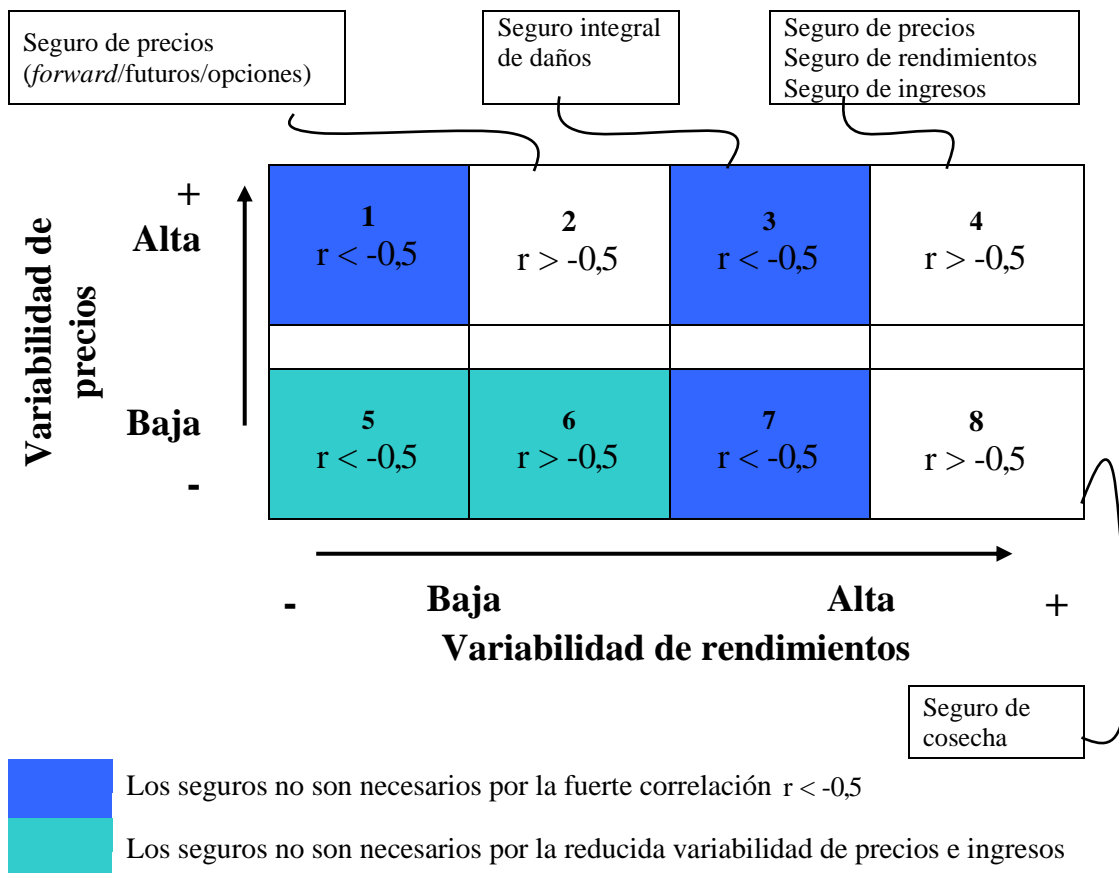 Seguro de precios
(forward/futuros/opciones)
Seguro integral
de daños
Seguro de precios
Seguro de rendimientos
Seguro de ingresos
Variabilidad de
precios
+
Alta
1
r < -0,5
2
r > -0,5
3
r < -0,5
4
r > -0,5
Baja
-
5
r < -0,5
6
r > -0,5
7
r < -0,5
8
r > -0,5
- Baja Alta +
Variabilidad de rendimientos
Seguro de
cosecha
Los seguros no son necesarios por la fuerte correlación r < -0,5
Los seguros no son necesarios por la reducida variabilidad de precios e ingresos